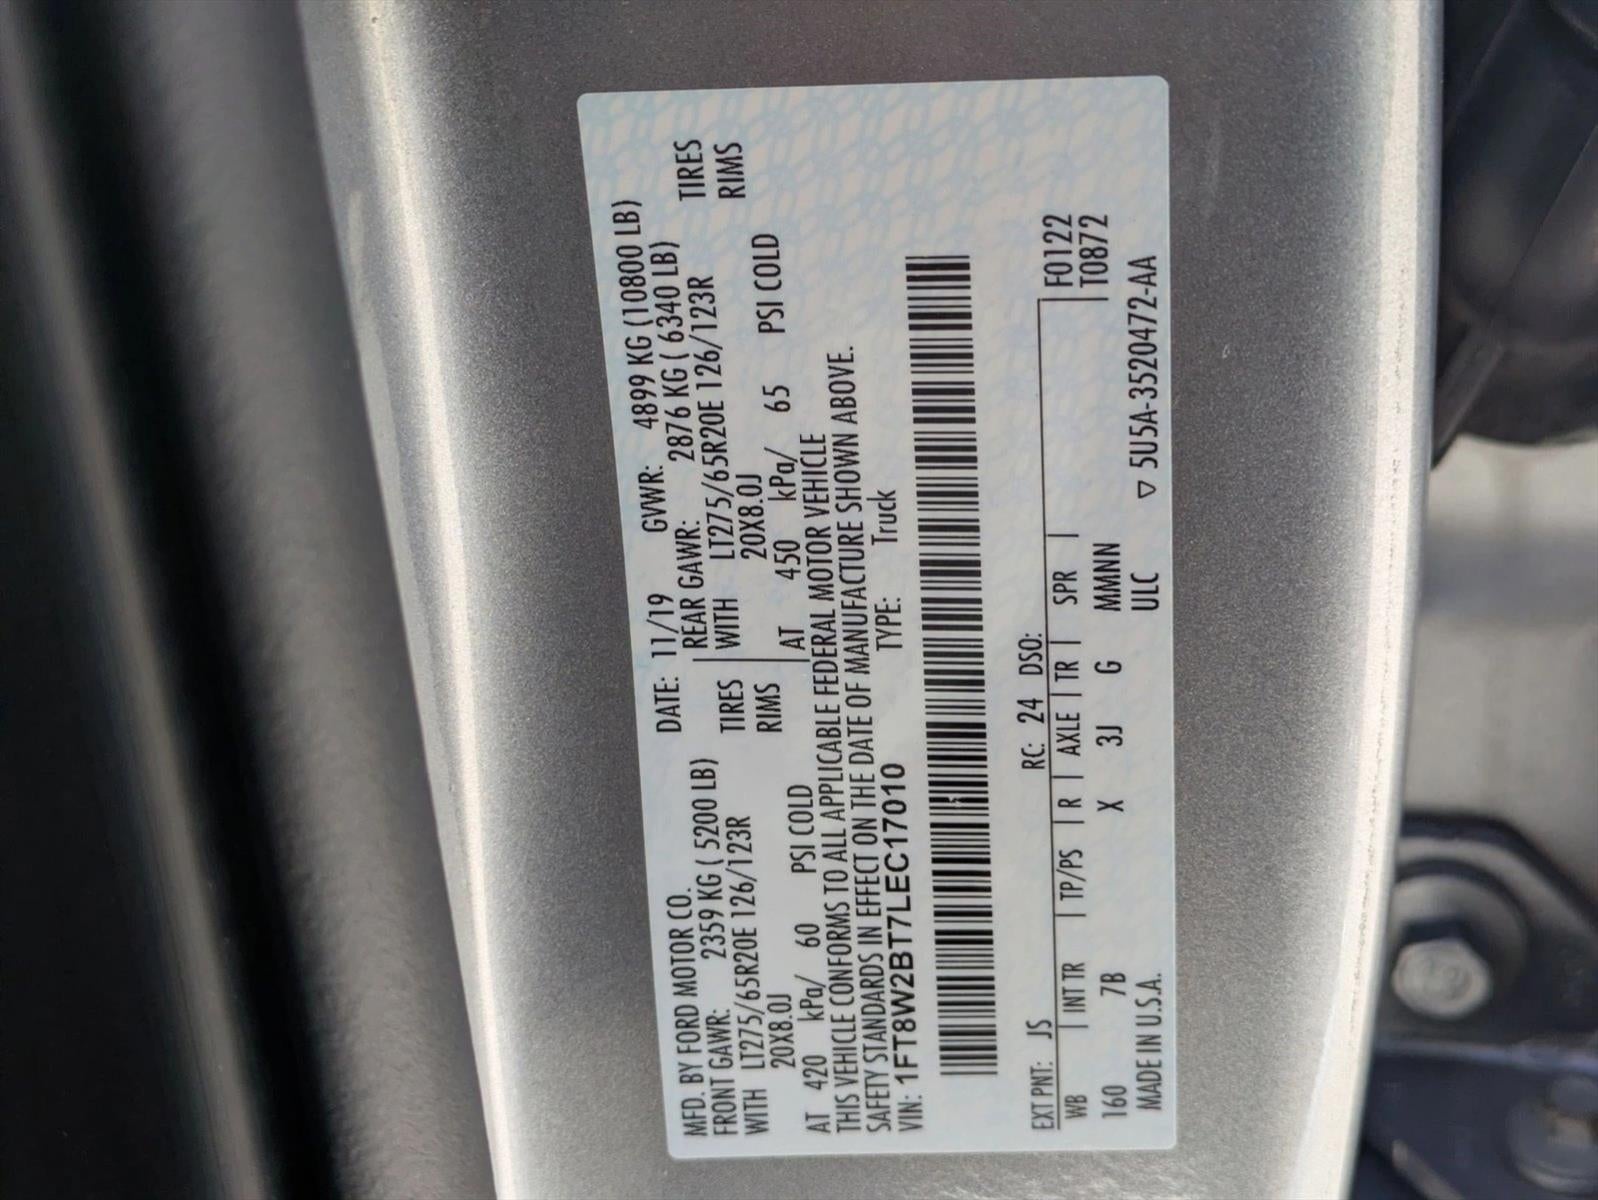 MFD. BY FORD MOTOR CO. DATE: 11/19 GVWR: 4899 KG (10800 LB)
FRONT GAWR: 2359 KG ( 5200 LB) REAR GAWR: 2876 KG ( 6340 LB)
WITH LT275/65R20E 126/123R TIRES WITH LT275/65R20E 126/123R TIRES
20X8.0J RIMS 20X8.0J RIMS
AT 420 kPa/ 60 PSI COLD AT 450 kPa/ 65 PSI COLD
THIS VEHICLE CONFORMS TO ALL APPLICABLE FEDERAL MOTOR VEHICLE
SAFETY STANDARDS IN EFFECT ON THE DATE OF MANUFACTURE SHOWN ABOVE.
VIN: 1FT8W2BT7LEC17010 TYPE: Truck
EXT PNT: JS RC: 24 DSO: F0122
WB | INT TR | TP/PS | R | AXLE | TR | SPR | T0872
160 7B X 3J G MMNN
MADE IN U.S.A. ULC ▽ 5U5A-3520472-AA